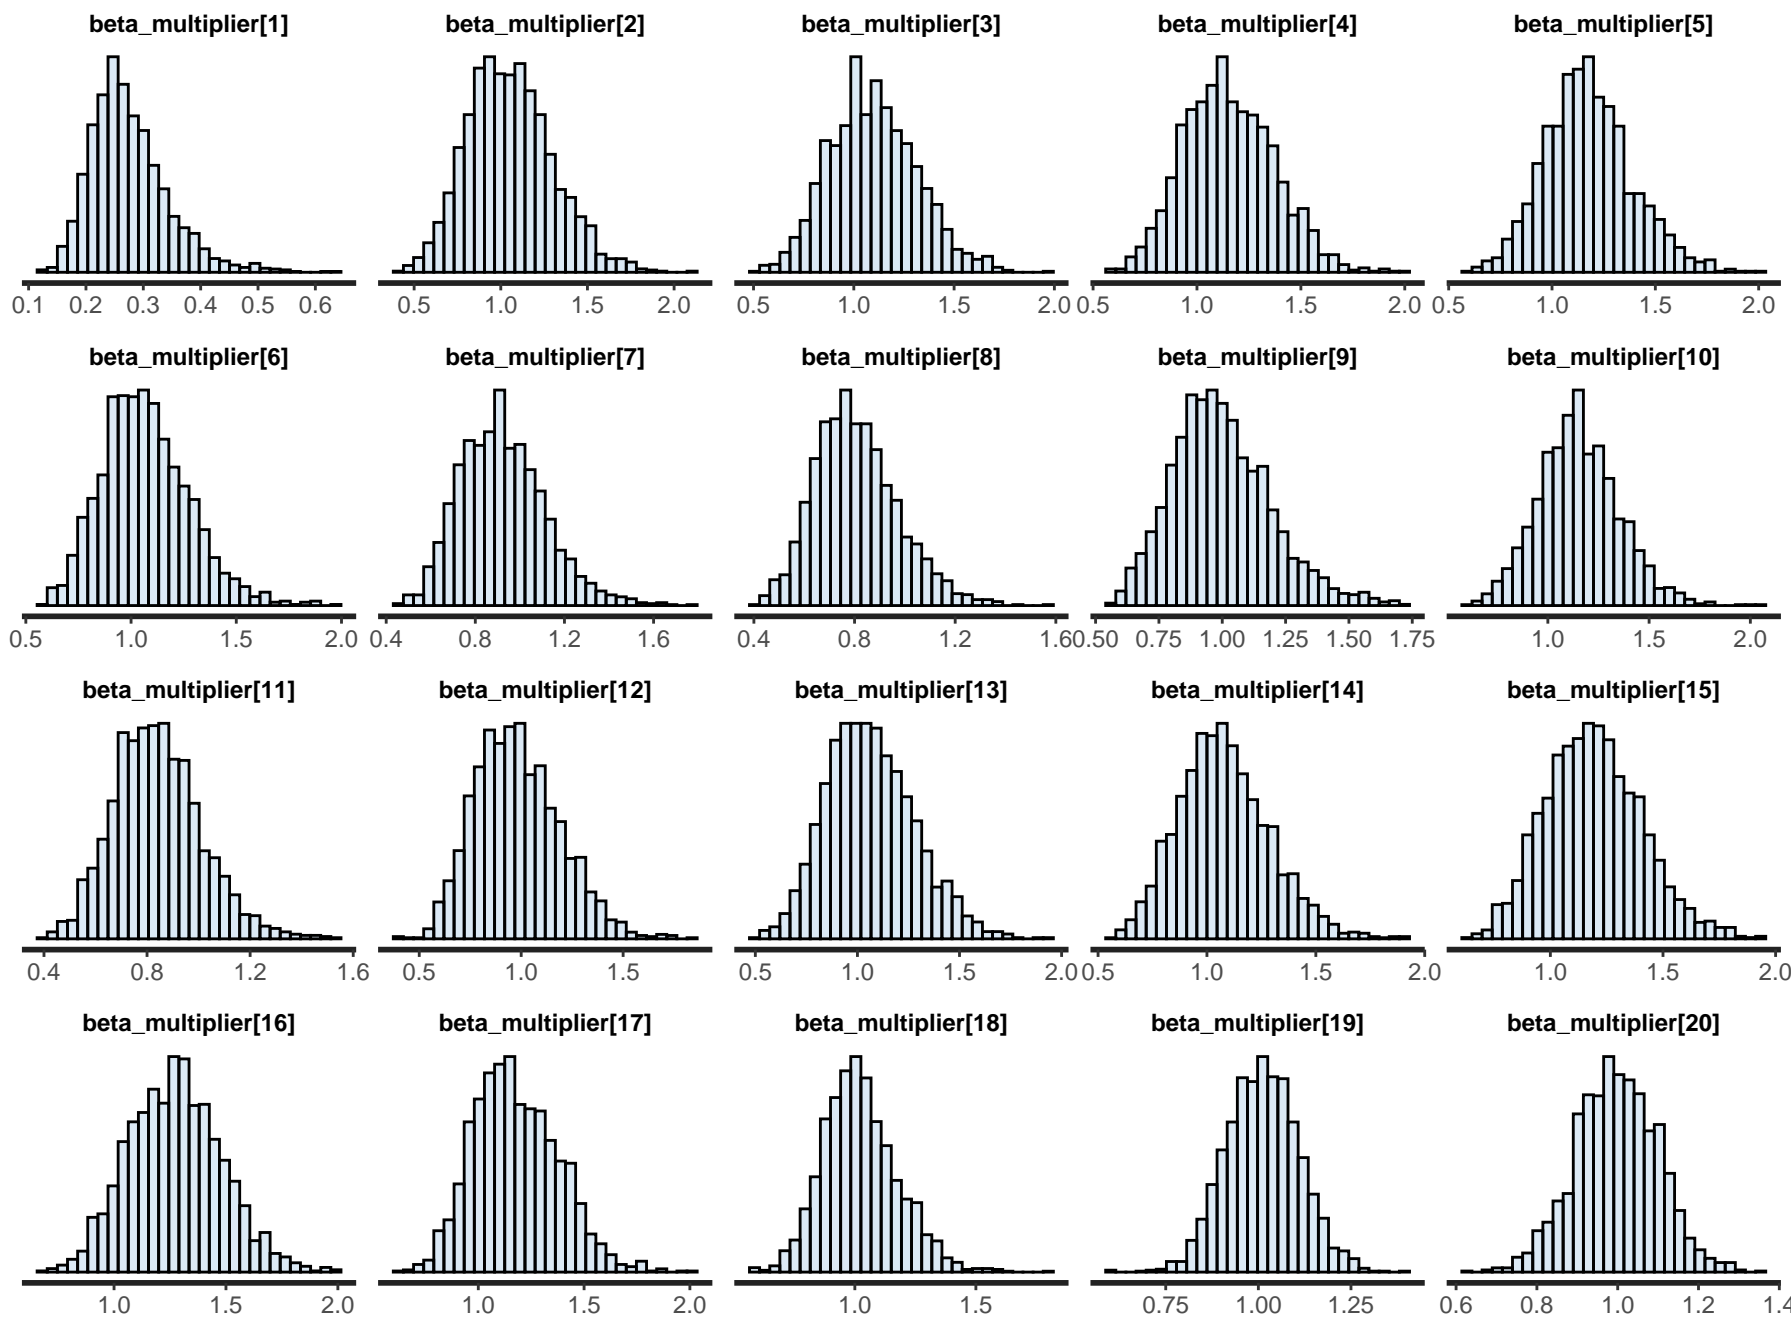 beta_multiplier[1] beta_multiplier[2] beta_multiplier[3] beta_multiplier[4] beta_multiplier[5]
0.1 0.2 0.3 0.4 0.5 0.6 0.5 1.0 1.5 2.0 0.5 1.0 1.5 2.0 0.5 1.0 1.5 2.0 0.5 1.0 1.5 2.0
beta_multiplier[6] beta_multiplier[7] beta_multiplier[8] beta_multiplier[9] beta_multiplier[10]
0.5 1.0 1.5 2.0 0.4 0.8 1.2 1.6 0.4 0.8 1.2 1.6 0.50 0.75 1.00 1.25 1.50 1.75 1.0 1.5 2.0
beta_multiplier[11] beta_multiplier[12] beta_multiplier[13] beta_multiplier[14] beta_multiplier[15]
0.4 0.8 1.2 1.6 0.5 1.0 1.5 0.5 1.0 1.5 2.0 0.5 1.0 1.5 2.0 1.0 1.5 2.0
beta_multiplier[16] beta_multiplier[17] beta_multiplier[18] beta_multiplier[19] beta_multiplier[20]
1.0 1.5 2.0 1.0 1.5 2.0 1.0 1.5 0.75 1.00 1.25 0.6 0.8 1.0 1.2 1.4